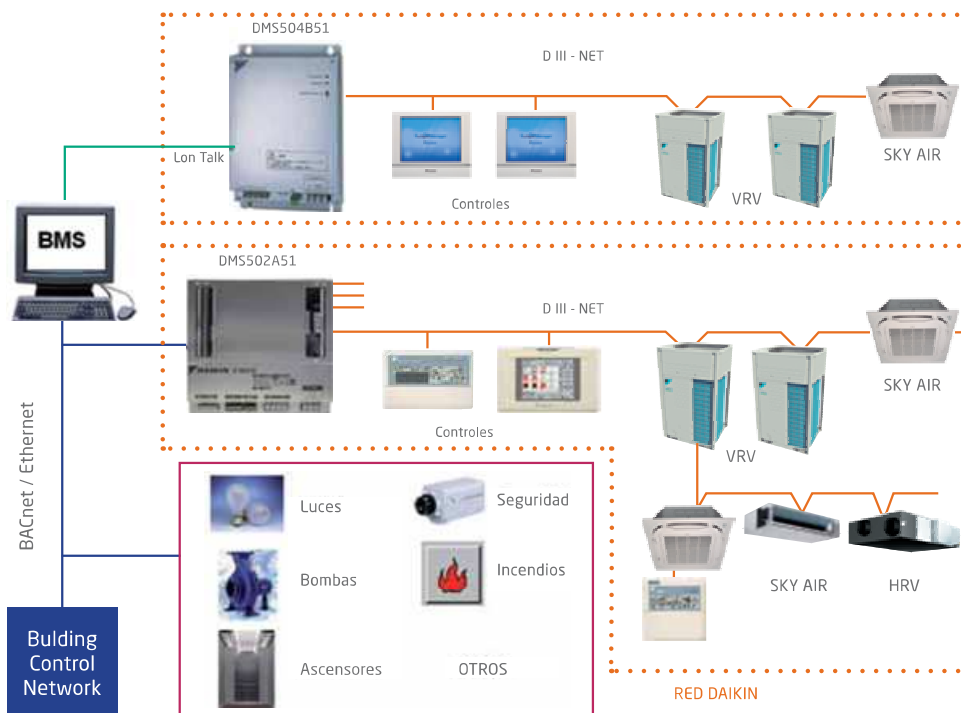 DMS504B51
D III - NET
Lon Talk
SKY AIR
Controles
VRV
BMS
DMS502A51
D III - NET
DAIKIN
SKY AIR
Controles
VRV
BACnet / Ethernet
Luces
Seguridad
Bombas
Incendios
SKY AIR
HRV
Bulding
Control
Network
Ascensores
OTROS
RED DAIKIN